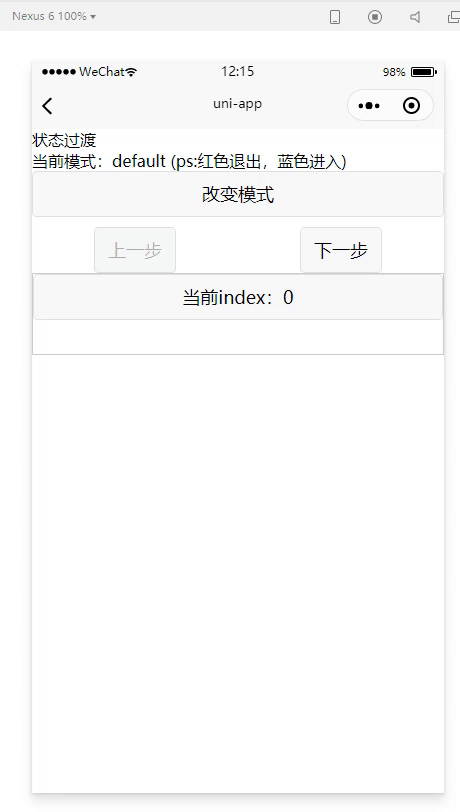 Nexus 6 100%
WeChat 12:15 98%
uni-app
状态过渡
当前模式：default (ps:红色退出，蓝色进入)
改变模式
上一步 下一步
当前index：0